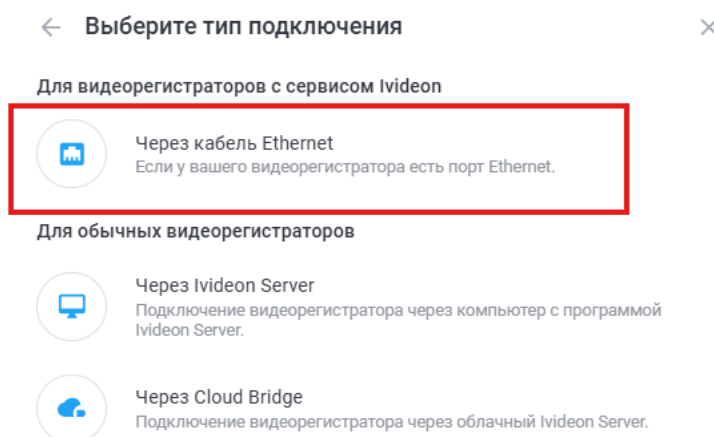 Выберите тип подключения
Для видеорегистраторов с сервисом Ivideon
Через кабель Ethernet
Если у вашего видеорегистратора есть порт Ethernet.
Для обычных видеорегистраторов
Через Ivideon Server
Подключение видеорегистратора через компьютер с программой
Ivideon Server.
Через Cloud Bridge
Подключение видеорегистратора через облачный Ivideon Server.